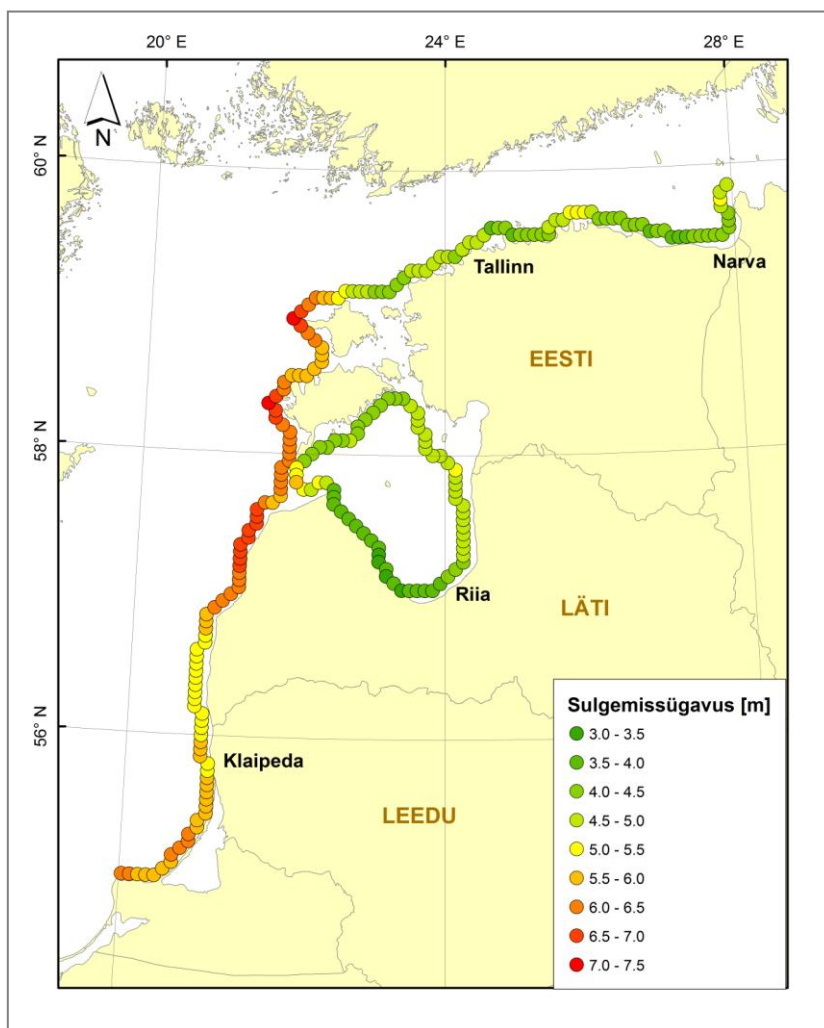 20° E
24° E
28° E
N
60° N
Tallinn
Narva
EESTI
58° N
Riia
LÄTI
Sulgemissügavus [m]
3.0 - 3.5
3.5 - 4.0
4.0 - 4.5
4.5 - 5.0
5.0 - 5.5
5.5 - 6.0
6.0 - 6.5
6.5 - 7.0
7.0 - 7.5
56° N
Klaipeda
LEEDU